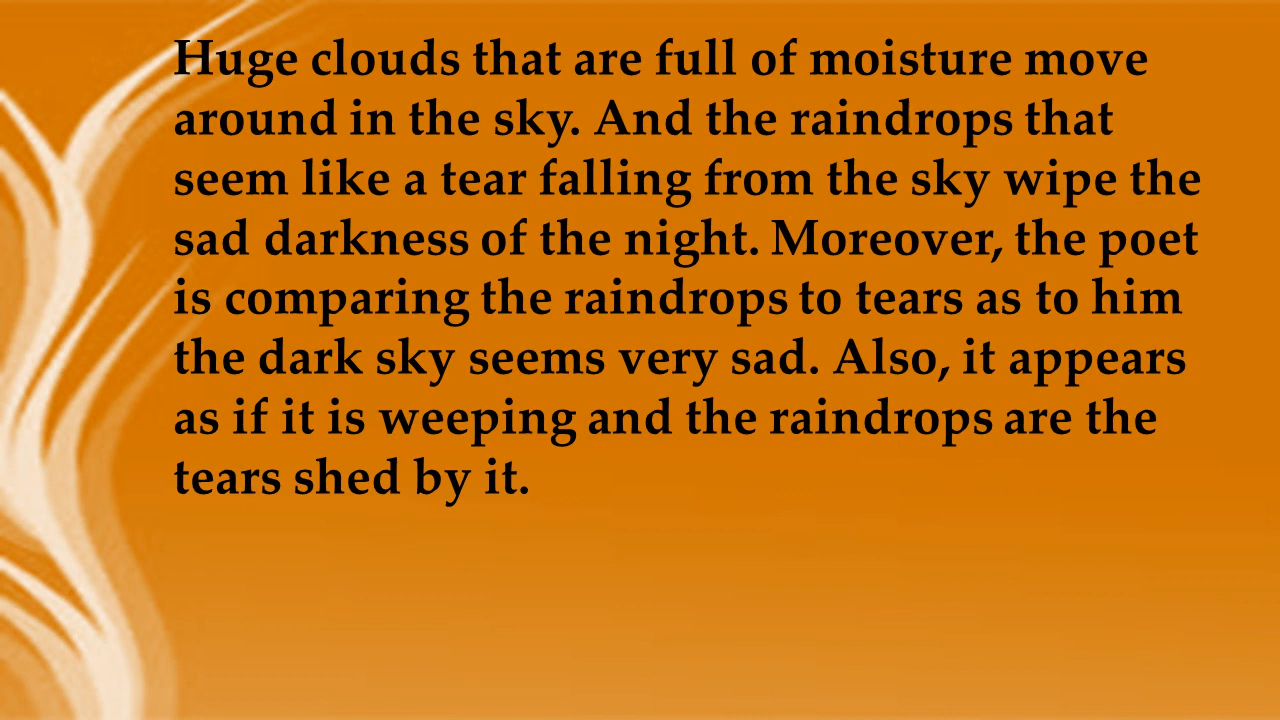 Huge clouds that are full of moisture move
around in the sky. And the raindrops that
seem like a tear falling from the sky wipe the
sad darkness of the night. Moreover, the poet
is comparing the raindrops to tears as to him
the dark sky seems very sad. Also, it appears
as if it is weeping and the raindrops are the
tears shed by it.